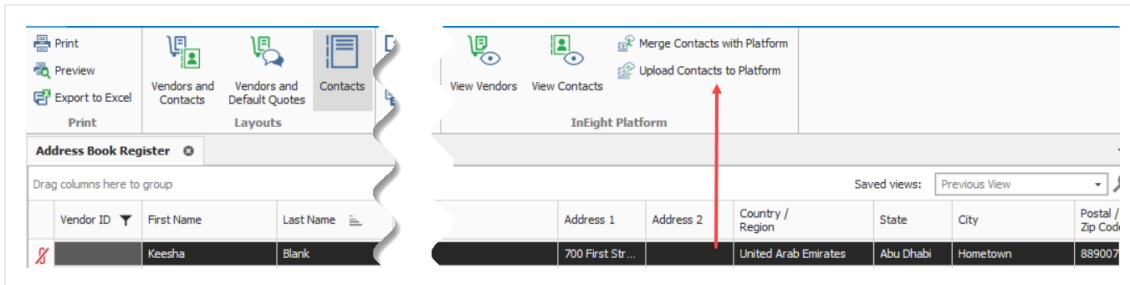 Print
Preview
Export to Excel
Print
Vendors and
Contacts
Vendors and
Default Quotes
Contacts
Layouts
View Vendors
View Contacts
Merge Contacts with Platform
Upload Contacts to Platform
InEight Platform
Address Book Register
Drag columns here to group
Saved views:
Previous View
Vendor ID
First Name
Last Name
Address 1
Address 2
Country /
Region
State
City
Postal /
Zip Code
Keesha
Blank
700 First Str...
United Arab Emirates
Abu Dhabi
Hometown
889007